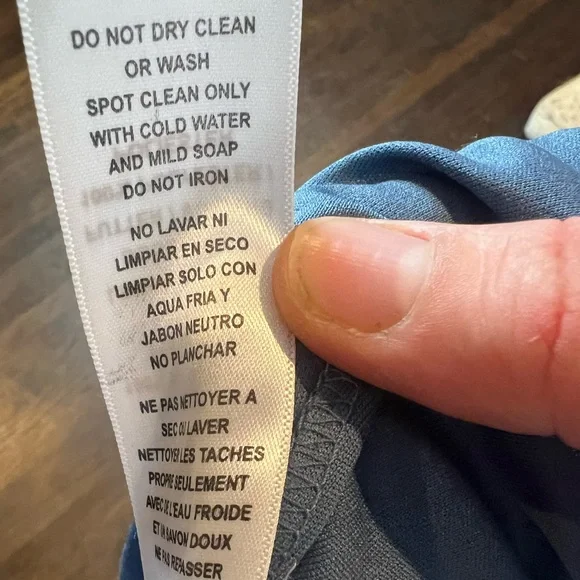 DO NOT DRY CLEAN
OR WASH
SPOT CLEAN ONLY
WITH COLD WATER
AND MILD SOAP
DO NOT IRON
NO LAVAR NI
LIMPIAR EN SECO
LIMPIAR SOLO CON
AQUA FRIA Y
JABON NEUTRO
NO PLANCHAR
NE PAS NETTOYER A
SEC OU LAVER
NETTOYER LES TACHES
PROPRE SEULEMENT
AVEC DE L'EAU FROIDE
ET UN SAVON DOUX
NE PAS REPASSER